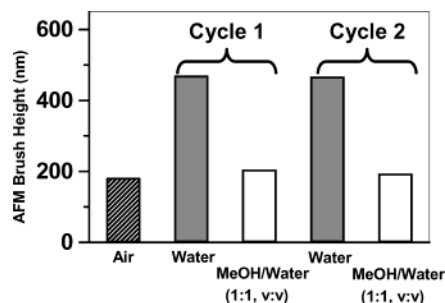 AFM Brush Height (nm)
600
400
200
0
Cycle 1
Cycle 2
Air
Water
MeOH/Water
(1:1, v:v)
Water
MeOH/Water
(1:1, v:v)